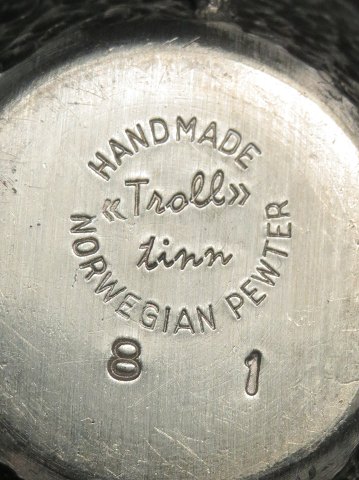 HANDMADE
«Troll»
tinn
NORWEGIAN PEWTER
8 1